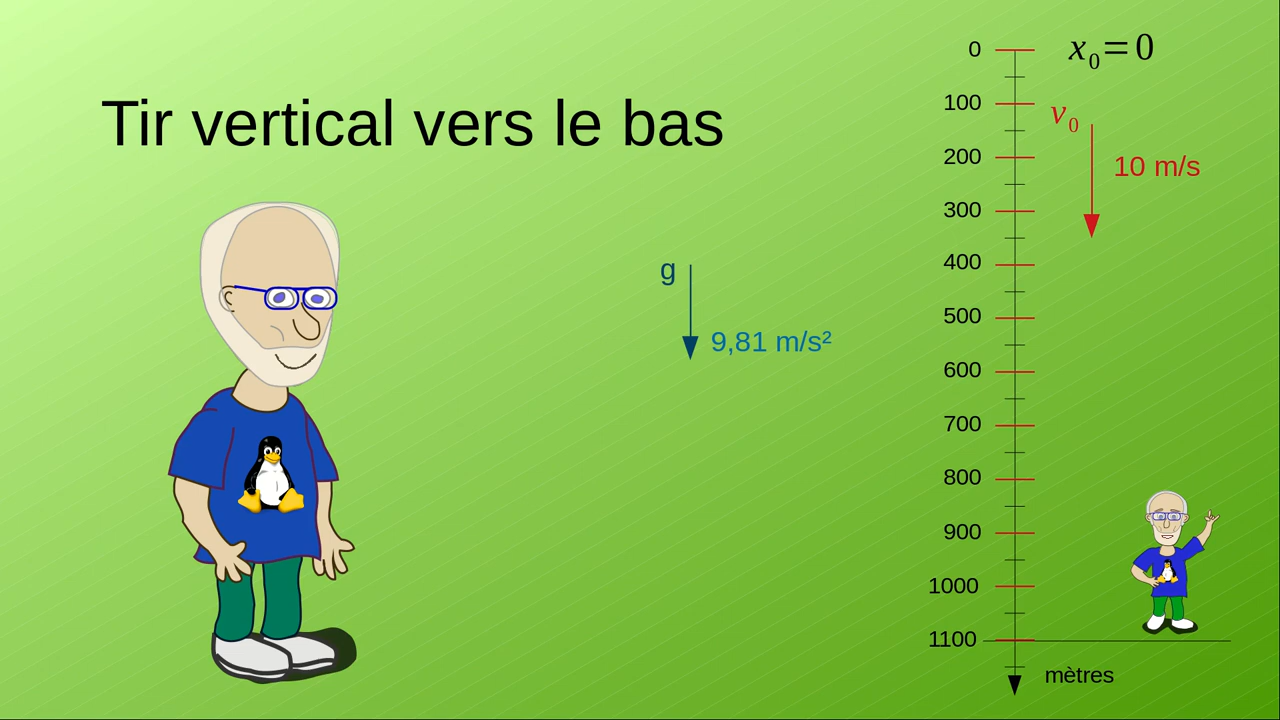 Tir vertical vers le bas
g
9,81 m/s²
0
100
200
300
400
500
600
700
800
900
1000
1100
mètres
x₀=0
v₀
10 m/s